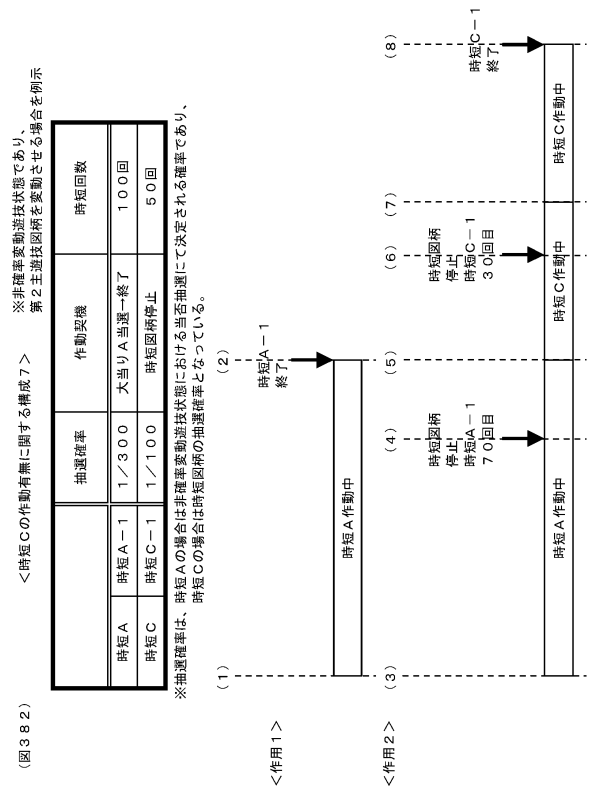 (図382)
<時短Cの作動有無に関する構成7>
※非確率変動遊技状態であり、
第2主遊技図柄を変動させる場合を例示
抽選確率 作動契機 時短回数
時短A 時短A-1 1/300 大当りA当選→終了 100回
時短C 時短C-1 1/100 時短図柄停止 50回
※抽選確率は、時短Aの場合は非確率変動遊技状態における当否抽選にて決定される確率であり、
時短Cの場合は時短図柄の抽選確率となっている。
<作用1>
(1)
(2)
時短A-1
終了
時短A作動中
<作用2>
(3)
(4)
(5)
(6)
(7)
(8)
時短図柄
停止
時短A-1
70回目
時短図柄
停止
時短C-1
30回目
時短C-1
終了
時短A作動中
時短C作動中
時短C作動中